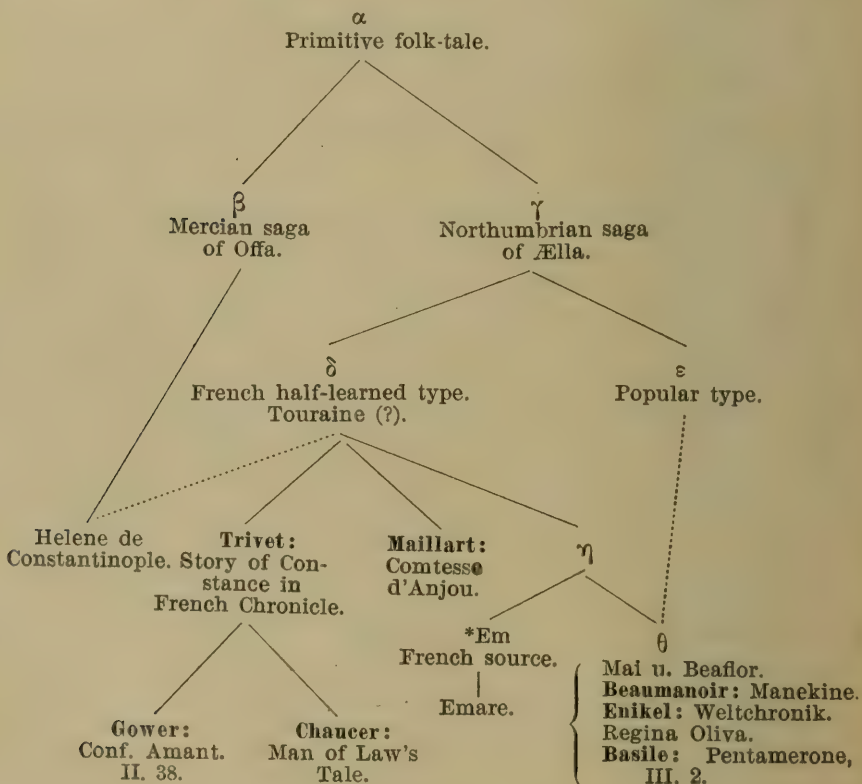 α
Primitive folk-tale.
β
Mercian saga
of Offa.
γ
Northumbrian saga
of Ælla.
δ
French half-learned type.
Touraine (?).
ε
Popular type.
Helene de
Constantinople.
Trivet:
Story of Con-
stance in
French Chronicle.
Maillart:
Comtesse
d'Anjou.
η
*Em
French source.
Emare.
θ
Mai u. Beaflor.
Beaumanoir: Manekine.
Enikel: Weltchronik.
Regina Oliva.
Basile: Pentamerone,
III. 2.
Gower:
Conf. Amant.
II. 38.
Chaucer:
Man of Law's
Tale.